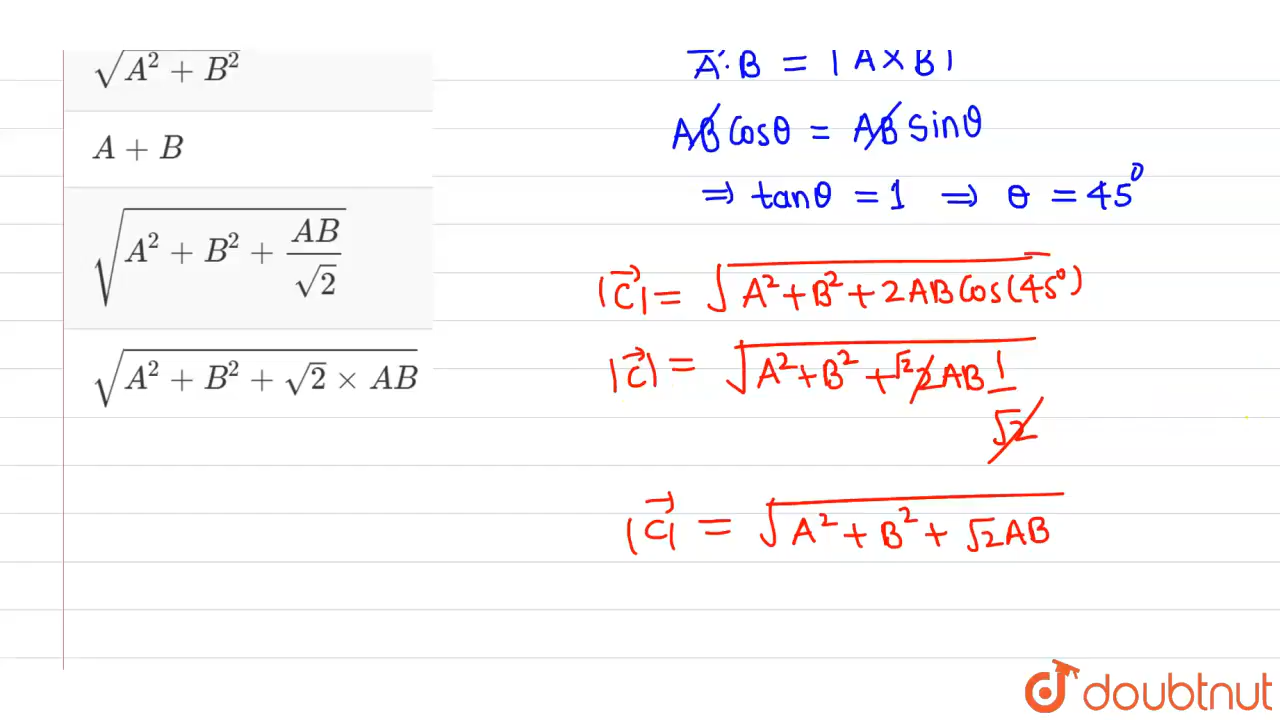 √(A² + B²)
A + B
√(A² + B² + AB/√2)
√(A² + B² + √2 × AB)
A⃗·B = |A×B|
AB Cosθ = AB Sinθ
⇒ tanθ = 1 ⇒ θ = 45°
|C⃗| = √(A²+B²+2AB Cos(45°))
|C⃗| = √(A²+B²+√2 2AB 1/√2)
|C⃗| = √(A²+B²+√2AB)
doubtnut